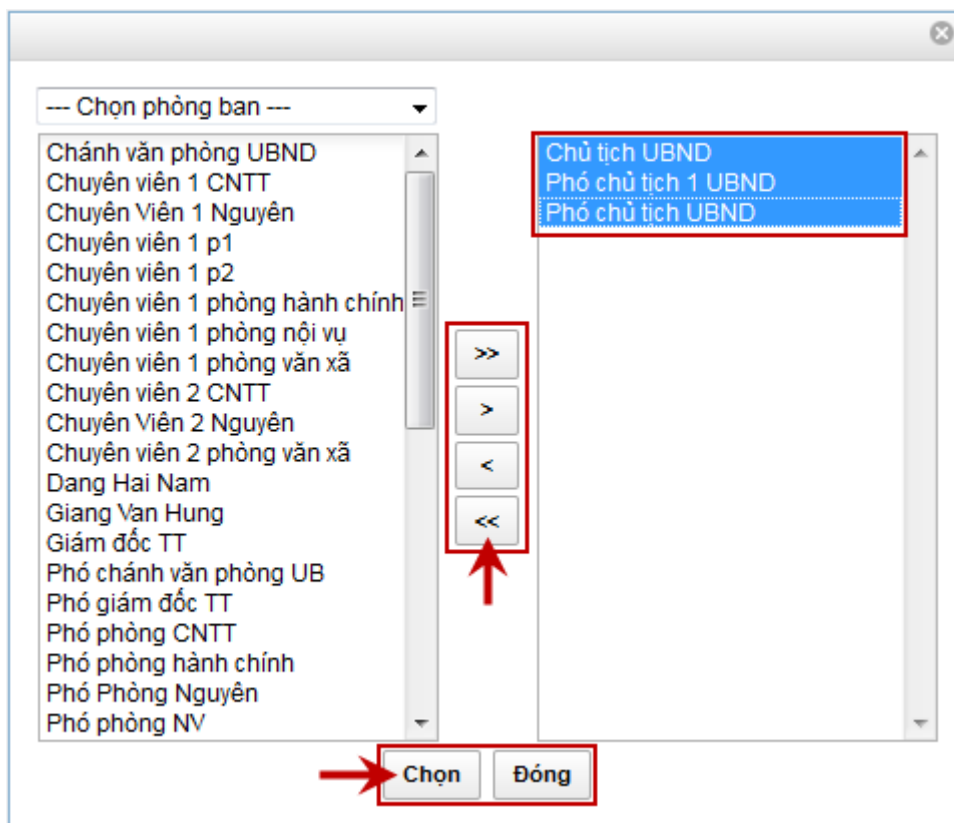 --- Chọn phòng ban ---
Chánh văn phòng UBND
Chuyên viên 1 CNTT
Chuyên Viên 1 Nguyên
Chuyên viên 1 p1
Chuyên viên 1 p2
Chuyên viên 1 phòng hành chính
Chuyên viên 1 phòng nội vụ
Chuyên viên 1 phòng văn xã
Chuyên viên 2 CNTT
Chuyên Viên 2 Nguyên
Chuyên viên 2 phòng văn xã
Dang Hai Nam
Giang Van Hung
Giám đốc TT
Phó chánh văn phòng UB
Phó giám đốc TT
Phó phòng CNTT
Phó phòng hành chính
Phó Phòng Nguyên
Phó phòng NV
>>
>
<
<<
Chủ tịch UBND
Phó chủ tịch 1 UBND
Phó chủ tịch UBND
Chọn
Đóng